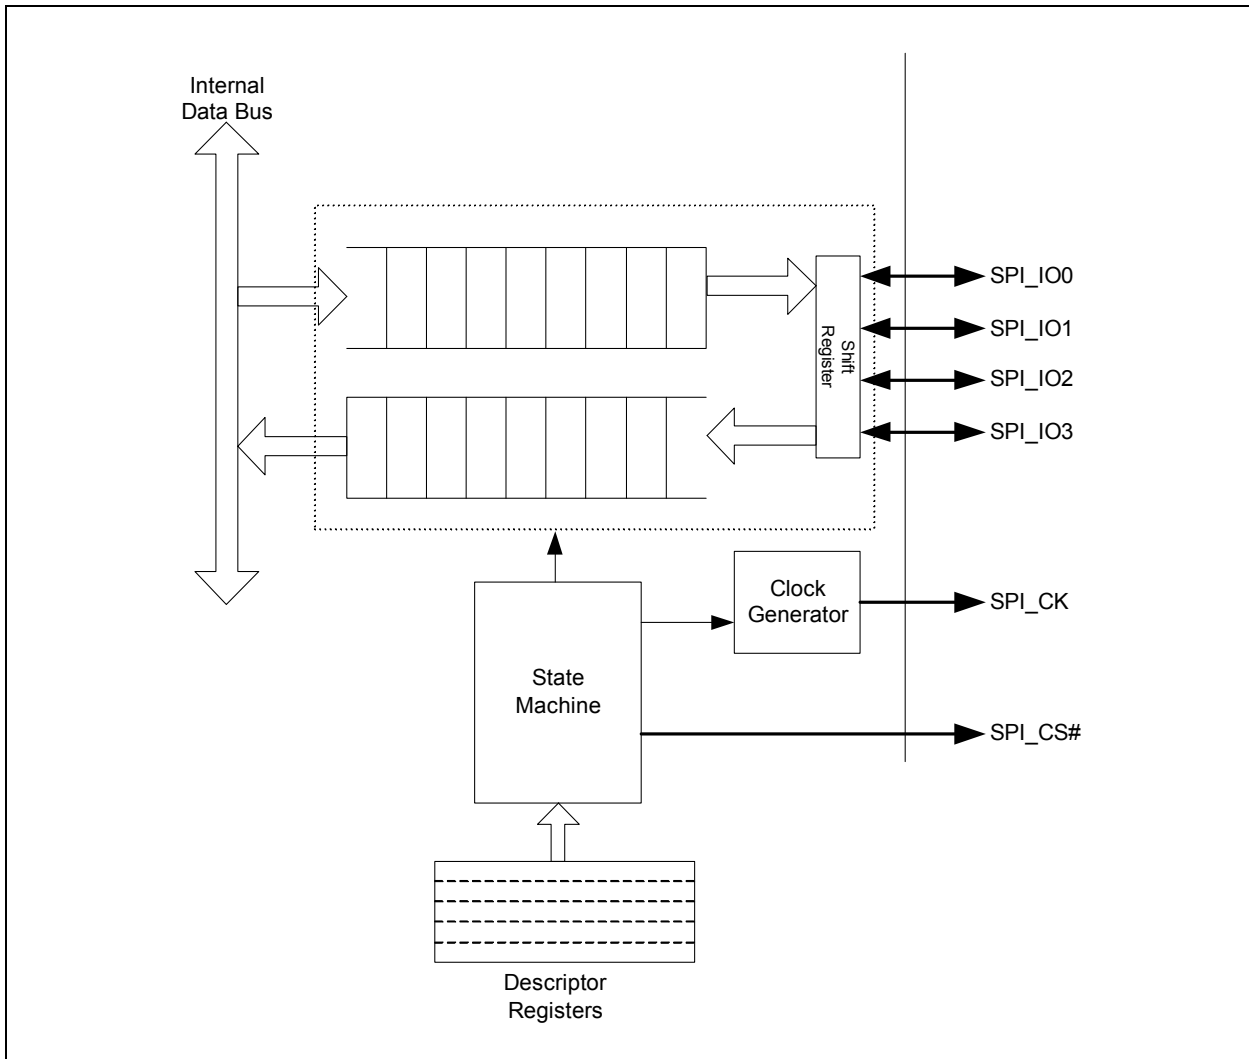 Internal
Data Bus
SPI_IO0
SPI_IO1
Shift
Register
SPI_IO2
SPI_IO3
Clock
Generator
SPI_CK
State
Machine
SPI_CS#
Descriptor
Registers